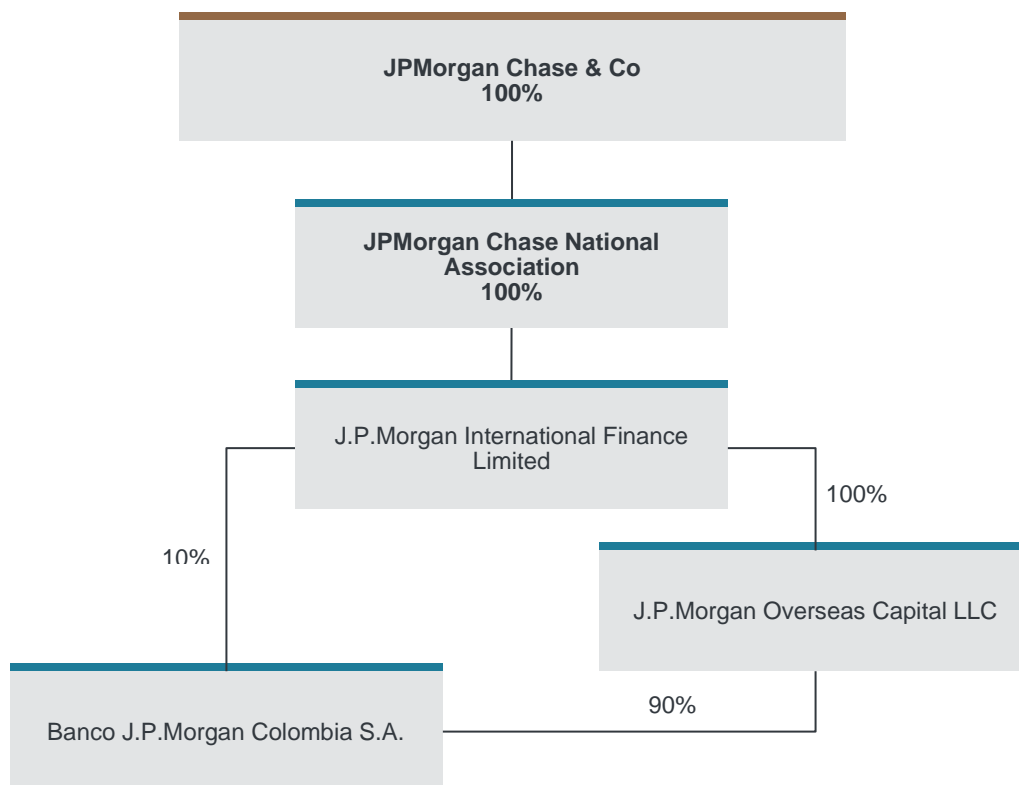 JPMorgan Chase & Co
100%
JPMorgan Chase National
Association
100%
J.P.Morgan International Finance
Limited
100%
10%
J.P.Morgan Overseas Capital LLC
90%
Banco J.P.Morgan Colombia S.A.